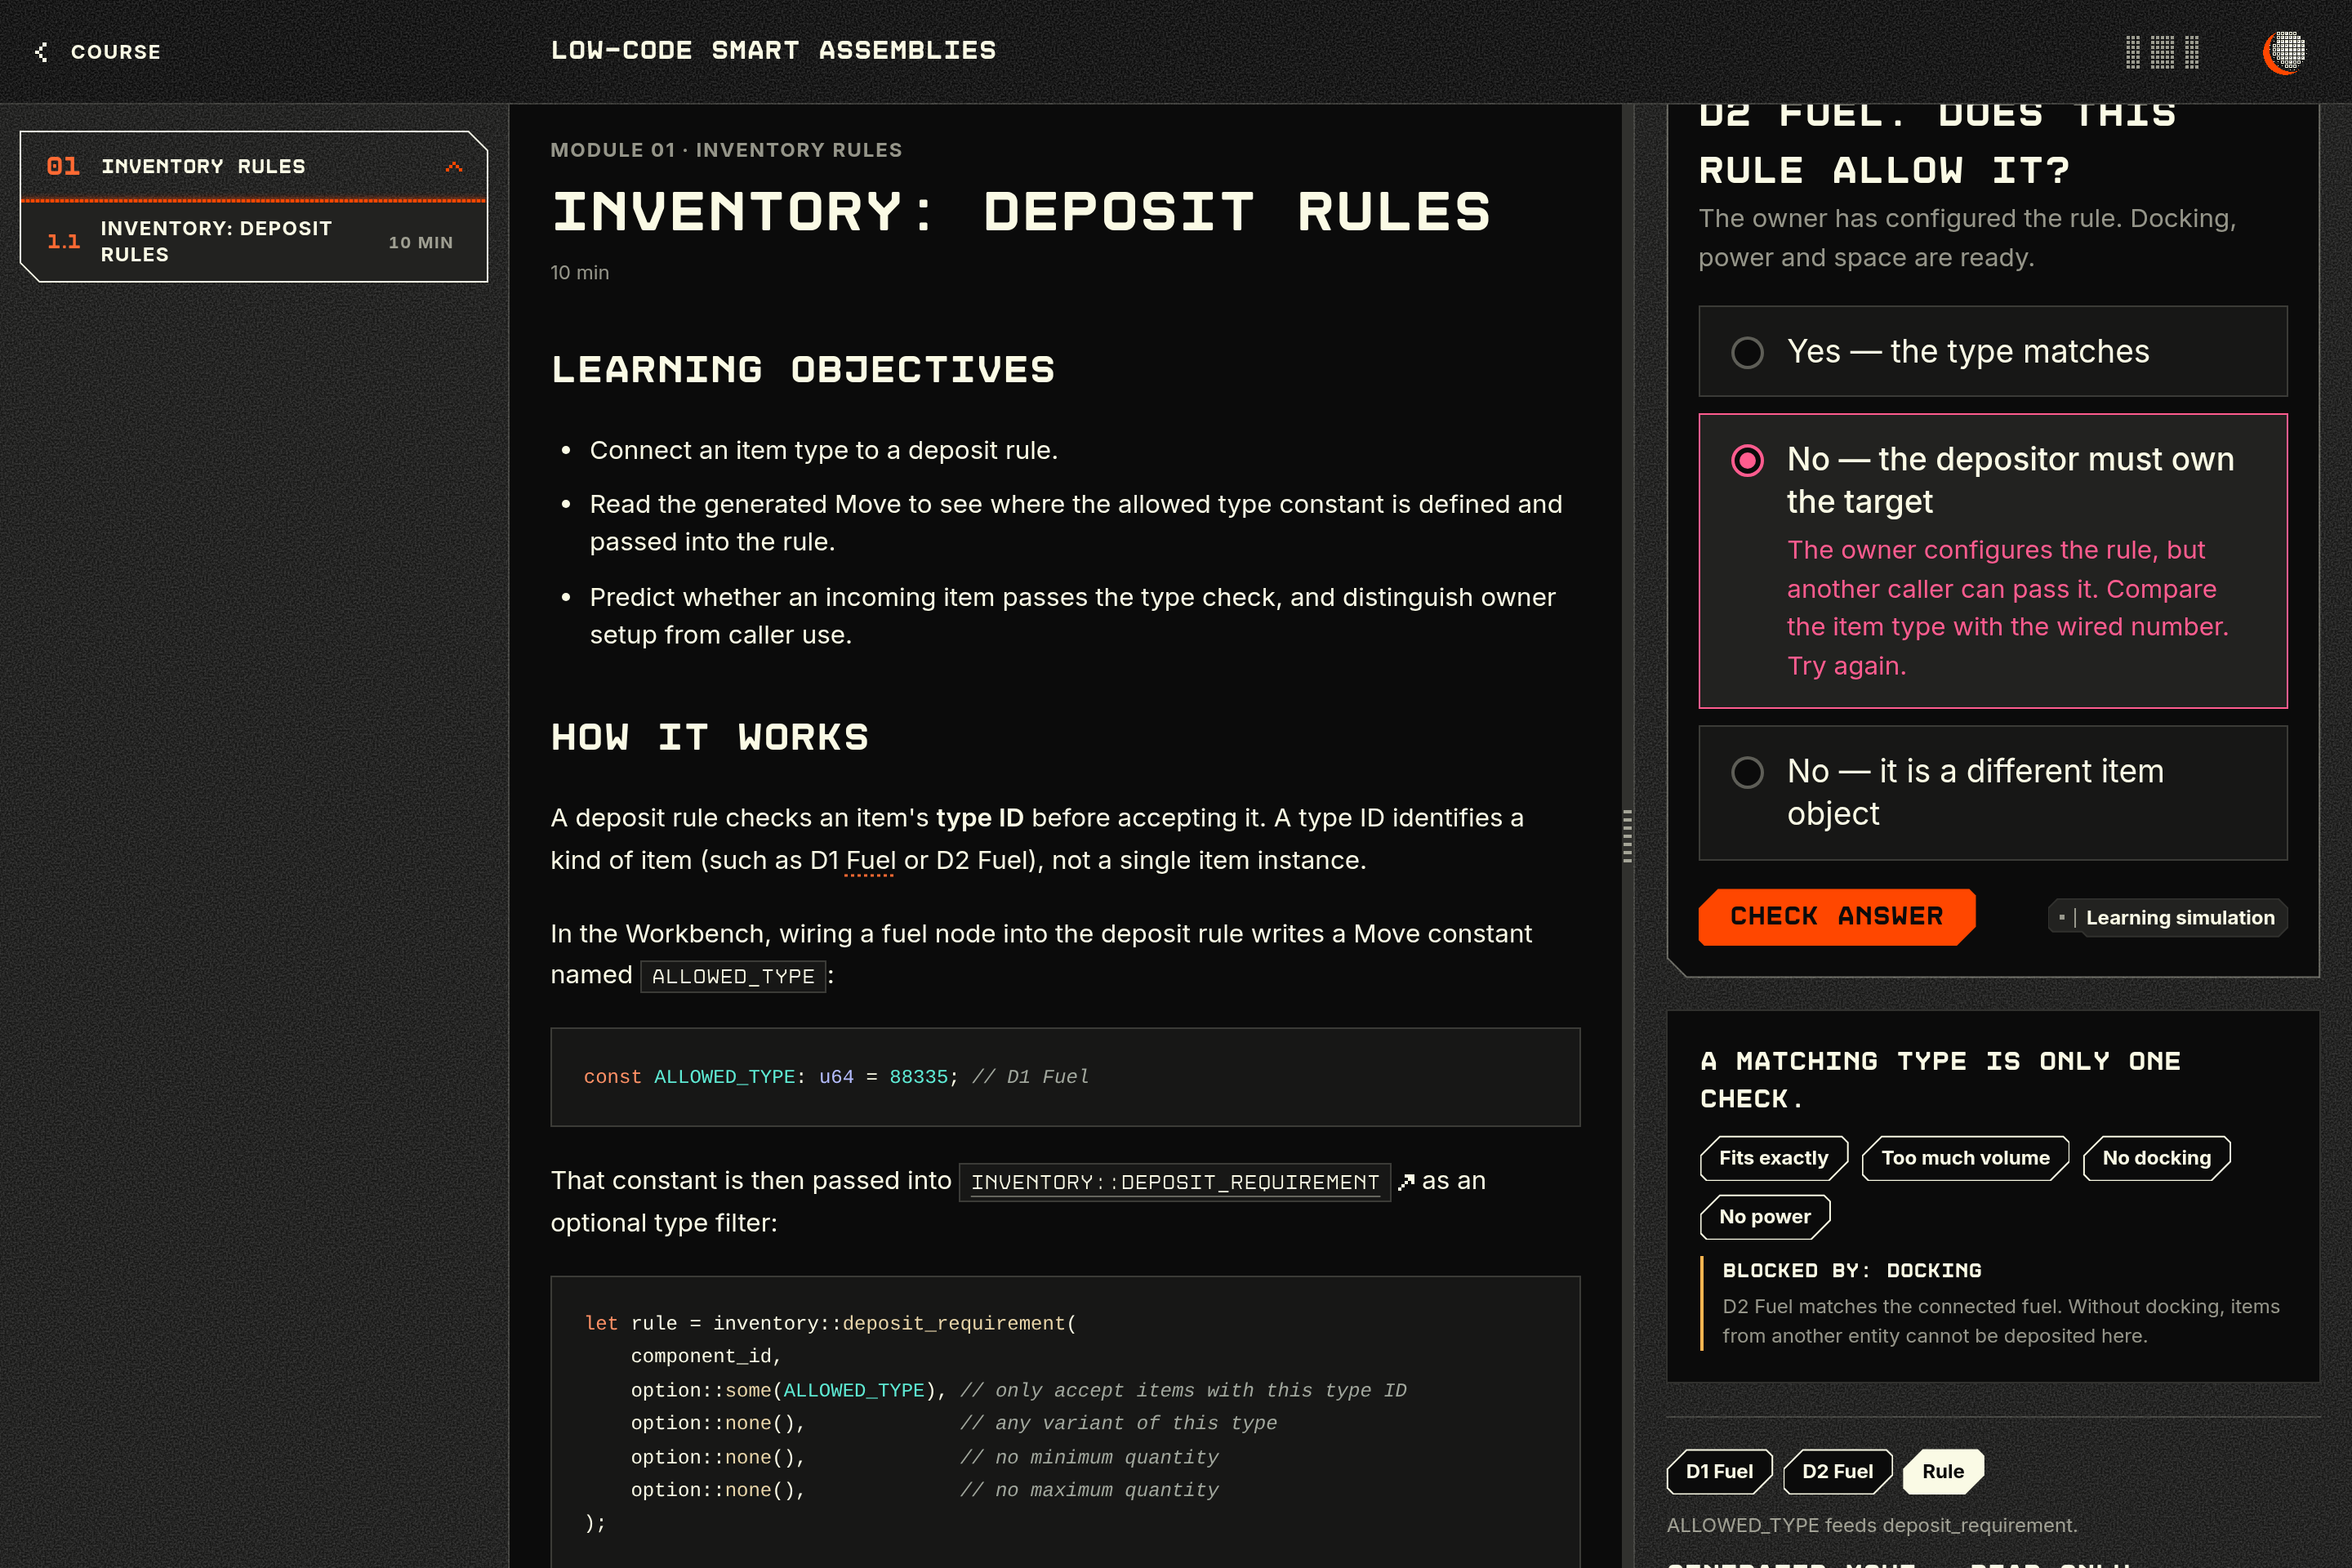 COURSE
LOW-CODE SMART ASSEMBLIES
01 INVENTORY RULES
1.1 INVENTORY: DEPOSIT RULES 10 MIN
MODULE 01 · INVENTORY RULES
INVENTORY: DEPOSIT RULES
10 min
LEARNING OBJECTIVES
• Connect an item type to a deposit rule.
• Read the generated Move to see where the allowed type constant is defined and
passed into the rule.
• Predict whether an incoming item passes the type check, and distinguish owner
setup from caller use.
HOW IT WORKS
A deposit rule checks an item's type ID before accepting it. A type ID identifies a
kind of item (such as D1 Fuel or D2 Fuel), not a single item instance.
In the Workbench, wiring a fuel node into the deposit rule writes a Move constant
named ALLOWED_TYPE:
const ALLOWED_TYPE: u64 = 88335; // D1 Fuel
That constant is then passed into INVENTORY::DEPOSIT_REQUIREMENT as an
optional type filter:
let rule = inventory::deposit_requirement(
component_id,
option::some(ALLOWED_TYPE), // only accept items with this type ID
option::none(), // any variant of this type
option::none(), // no minimum quantity
option::none(), // no maximum quantity
);
D2 FUEL. DOES THIS
RULE ALLOW IT?
The owner has configured the rule. Docking,
power and space are ready.
Yes — the type matches
No — the depositor must own
the target
The owner configures the rule, but
another caller can pass it. Compare
the item type with the wired number.
Try again.
No — it is a different item
object
CHECK ANSWER
Learning simulation
A MATCHING TYPE IS ONLY ONE
CHECK.
Fits exactly Too much volume No docking
No power
BLOCKED BY: DOCKING
D2 Fuel matches the connected fuel. Without docking, items
from another entity cannot be deposited here.
D1 Fuel D2 Fuel Rule
ALLOWED_TYPE feeds deposit_requirement.